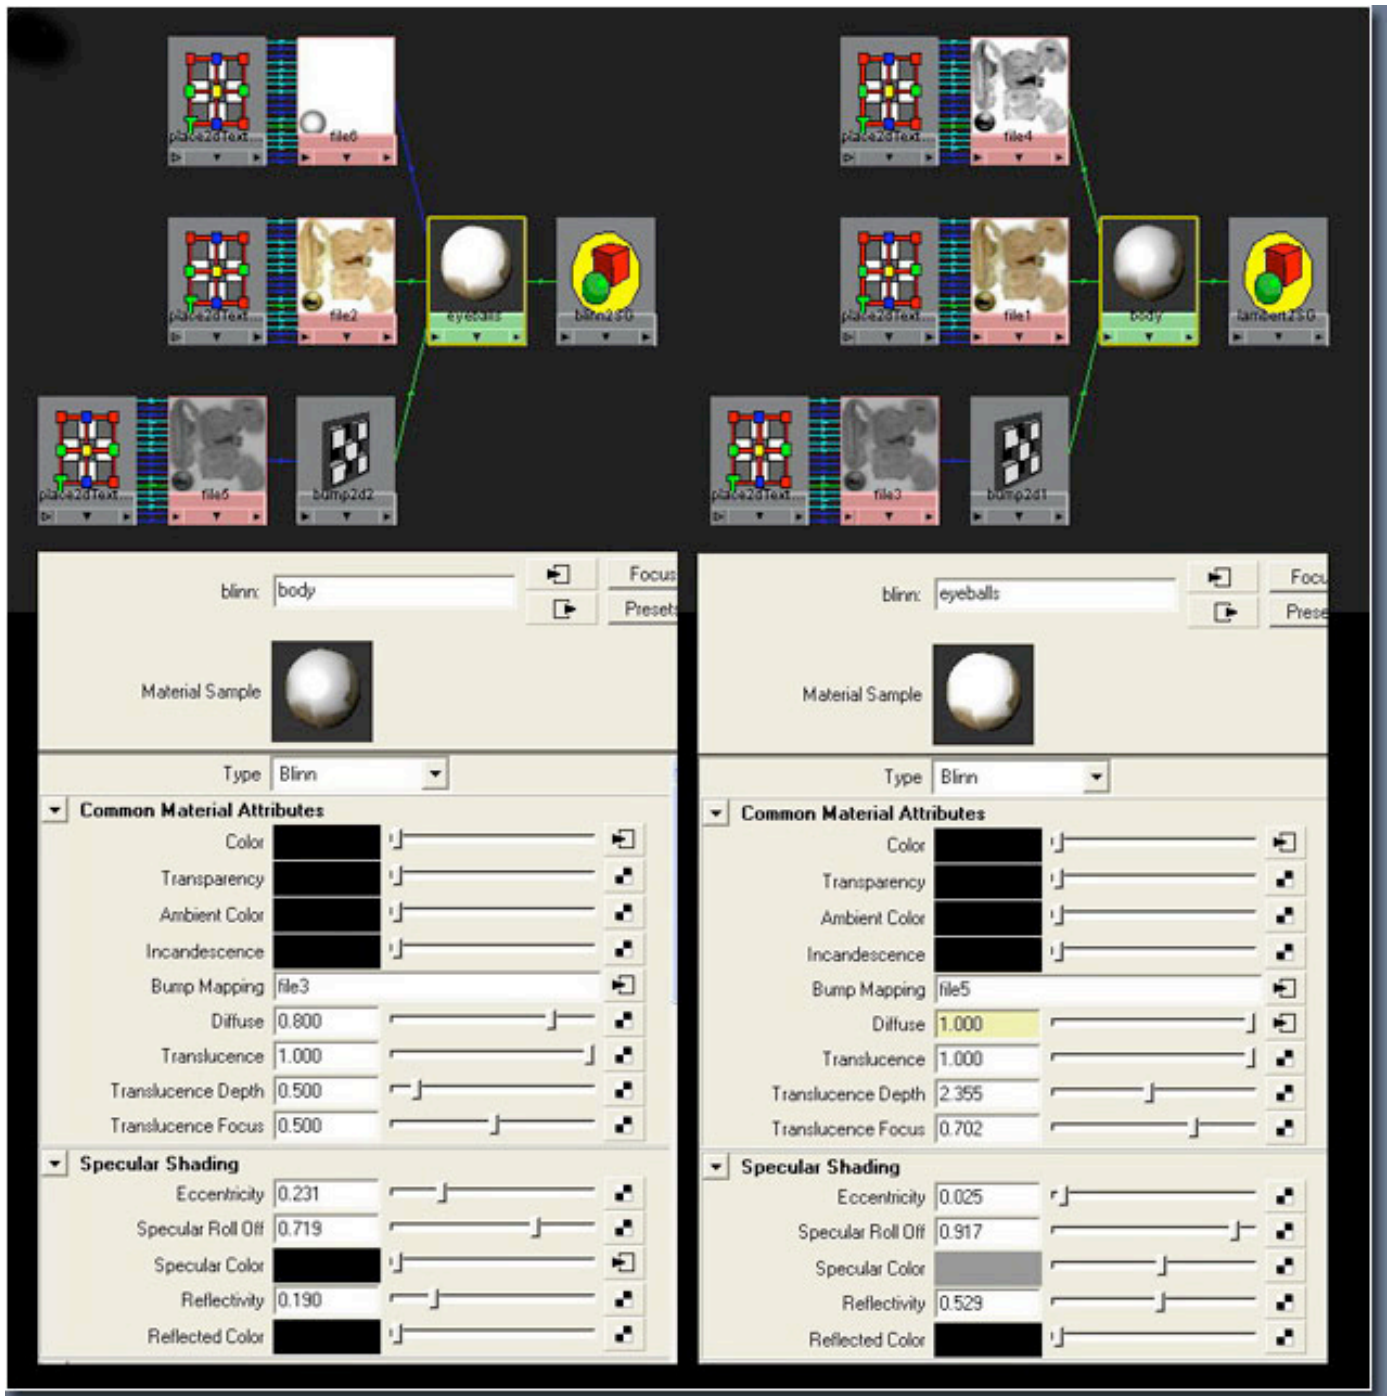 place2dText... file6
place2dText... file4
place2dText... file2 eyeballs blinn2SG
place2dText... file1 body lambert2SG
place2dText... file5 bump2d2
place2dText... file3 bump2d1
blinn: body
Focus
Presets
Material Sample
Type Blinn
Common Material Attributes
Color
Transparency
Ambient Color
Incandescence
Bump Mapping file3
Diffuse 0.800
Translucence 1.000
Translucence Depth 0.500
Translucence Focus 0.500
Specular Shading
Eccentricity 0.231
Specular Roll Off 0.719
Specular Color
Reflectivity 0.190
Reflected Color
blinn: eyeballs
Focu
Prese
Material Sample
Type Blinn
Common Material Attributes
Color
Transparency
Ambient Color
Incandescence
Bump Mapping file5
Diffuse 1.000
Translucence 1.000
Translucence Depth 2.355
Translucence Focus 0.702
Specular Shading
Eccentricity 0.025
Specular Roll Off 0.917
Specular Color
Reflectivity 0.529
Reflected Color